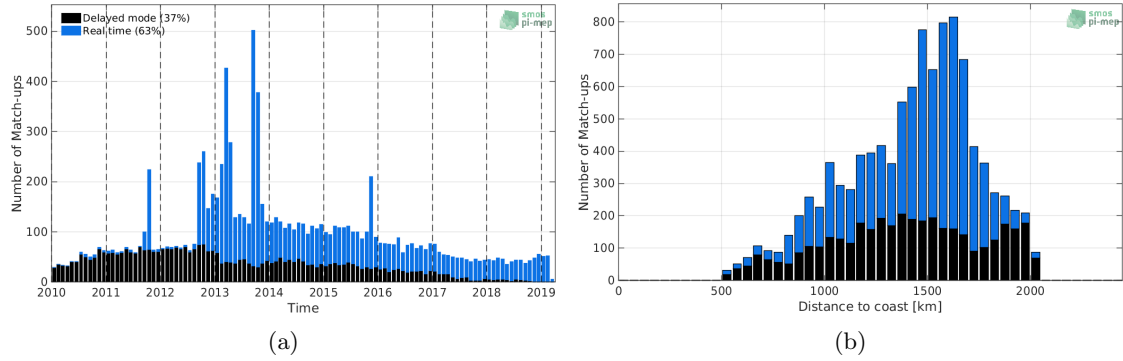 Delayed mode (37%)
Real time (63%)
smos
pi-mep
Number of Match-ups
500
400
300
200
100
0
2010 2011 2012 2013 2014 2015 2016 2017 2018 2019
Time
(a)
smos
pi-mep
Number of Match-ups
800
700
600
500
400
300
200
100
0
0 500 1000 1500 2000
Distance to coast [km]
(b)